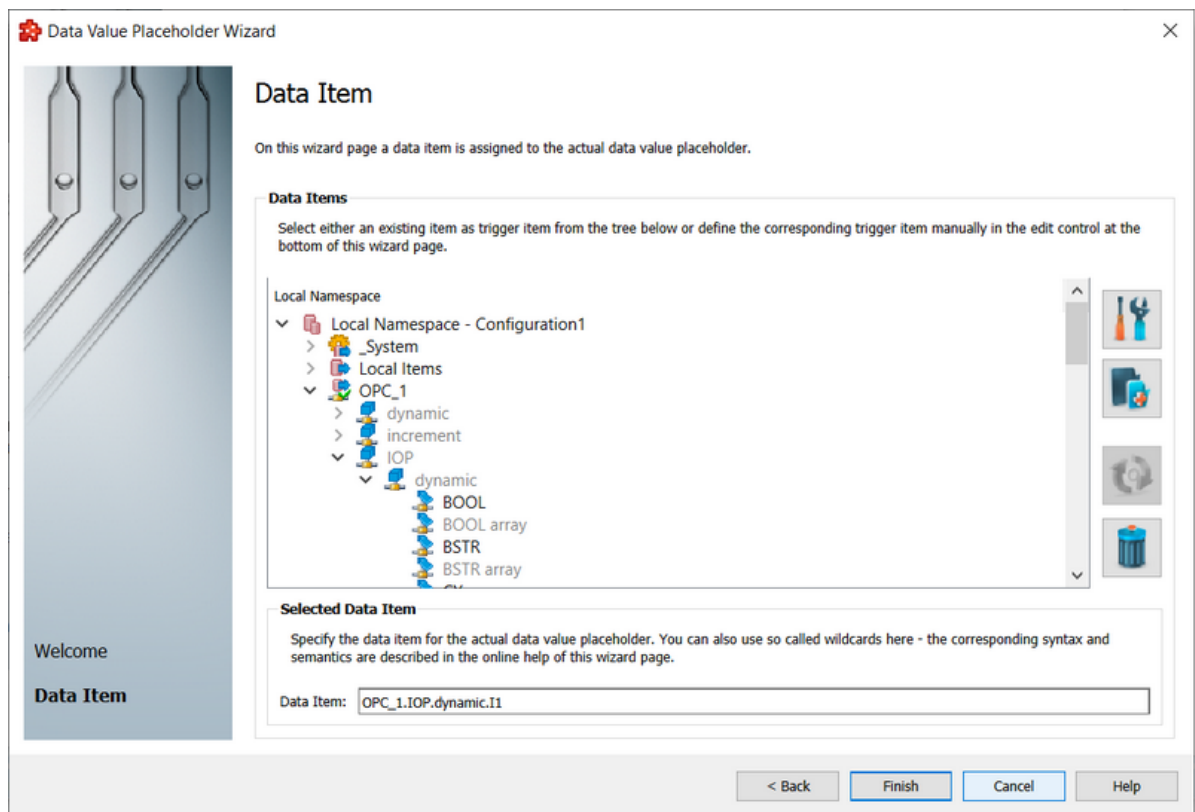 Data Value Placeholder Wizard
Data Item
On this wizard page a data item is assigned to the actual data value placeholder.
Data Items
Select either an existing item as trigger item from the tree below or define the corresponding trigger item manually in the edit control at the
bottom of this wizard page.
Local Namespace
Local Namespace - Configuration1
_System
Local Items
OPC_1
dynamic
increment
IOP
dynamic
BOOL
BOOL array
BSTR
BSTR array
Selected Data Item
Specify the data item for the actual data value placeholder. You can also use so called wildcards here - the corresponding syntax and
semantics are described in the online help of this wizard page.
Data Item: OPC_1.IOP.dynamic.I1
Welcome
Data Item
< Back Finish Cancel Help